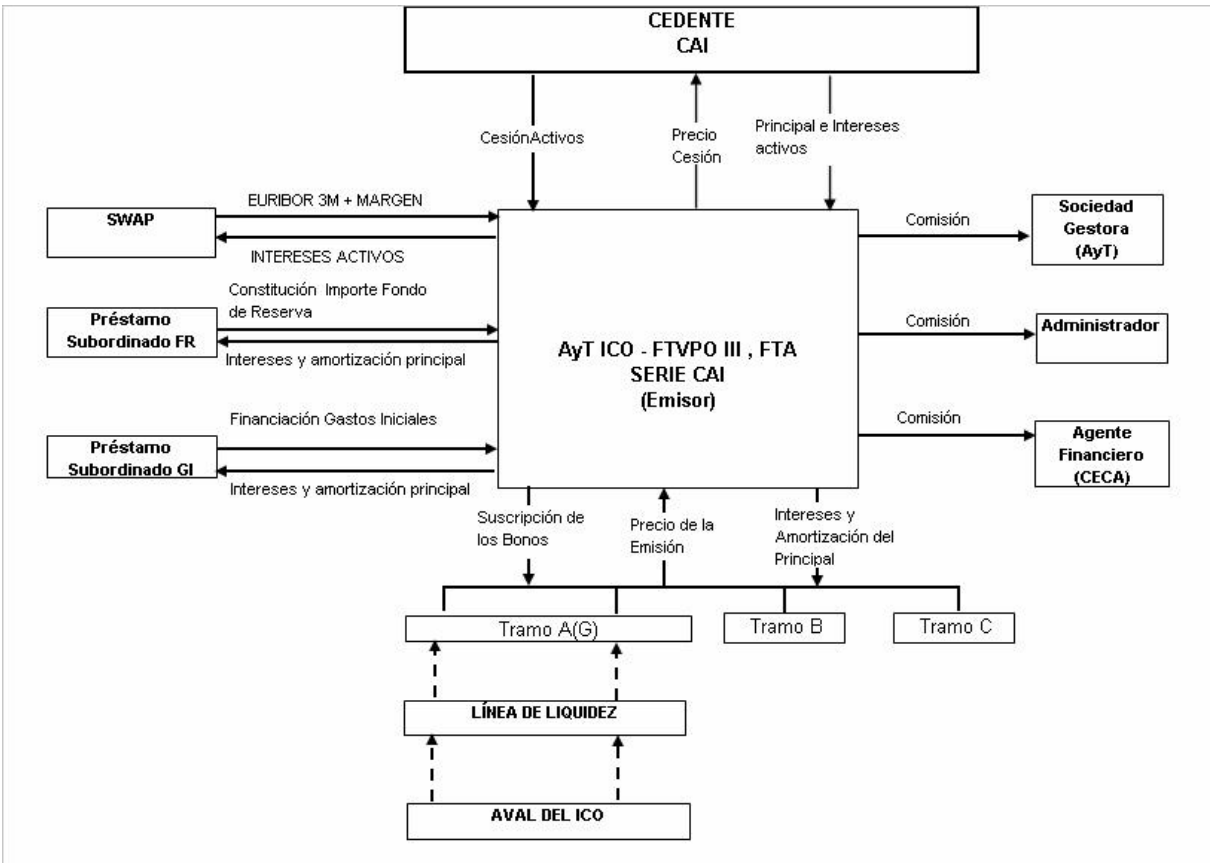 CEDENTE
CAI
CesiónActivos
Precio
Cesión
Principal e Intereses
activos
EURIBOR 3M + MARGEN
SWAP
INTERESES ACTIVOS
Constitución Importe Fondo
de Reserva
Préstamo
Subordinado FR
Intereses y amortización principal
Financiación Gastos Iniciales
Préstamo
Subordinado GI
Intereses y amortización principal
AyT ICO - FTVPO III , FTA
SERIE CAI
(Emisor)
Comisión
Sociedad
Gestora
(AyT)
Comisión
Administrador
Comisión
Agente
Financiero
(CECA)
Suscripción de
los Bonos
Precio de la
Emisión
Intereses y
Amortización del
Principal
Tramo A(G)
Tramo B
Tramo C
LÍNEA DE LIQUIDEZ
AVAL DEL ICO